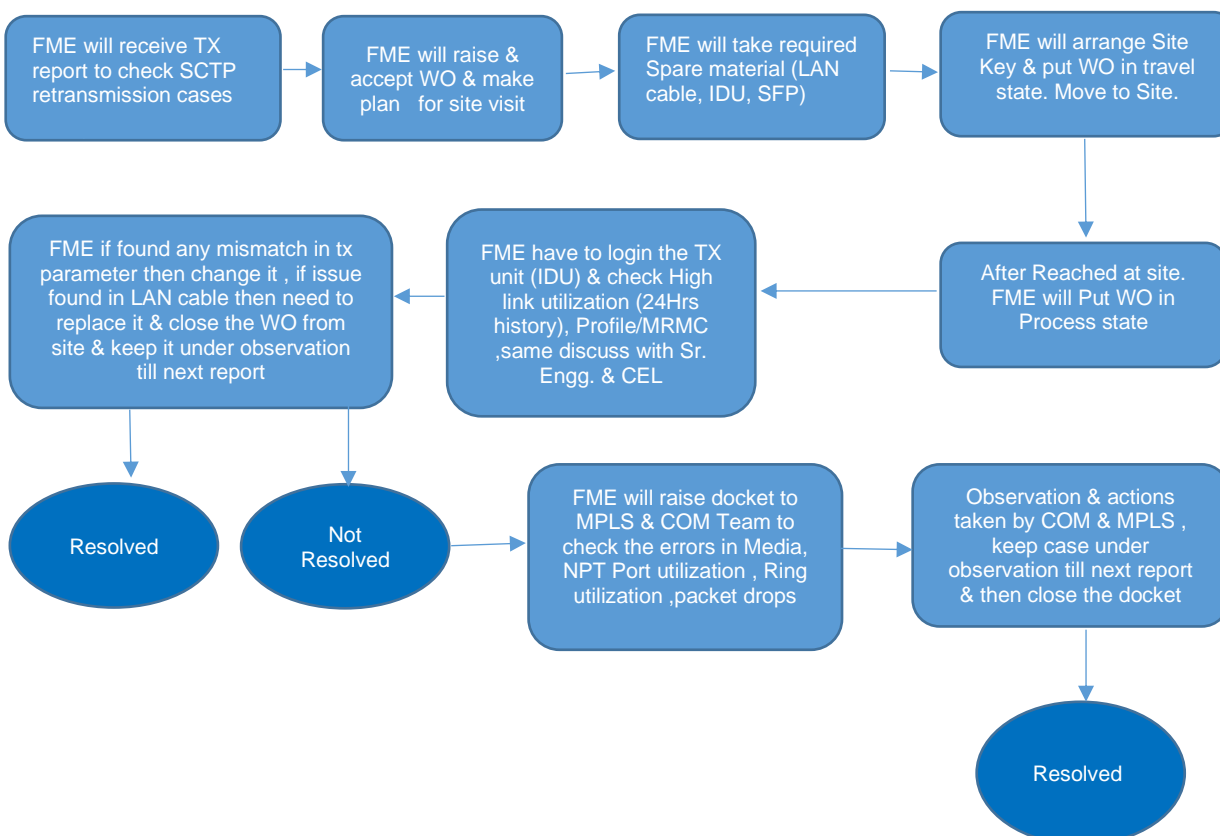 FME will receive TX
report to check SCTP
retransmission cases
FME will raise &
accept WO & make
plan for site visit
FME will take required
Spare material (LAN
cable, IDU, SFP)
FME will arrange Site
Key & put WO in travel
state. Move to Site.
After Reached at site.
FME will Put WO in
Process state
FME have to login the TX
unit (IDU) & check High
link utilization (24Hrs
history), Profile/MRMC
,same discuss with Sr.
Engg. & CEL
FME if found any mismatch in tx
parameter then change it , if issue
found in LAN cable then need to
replace it & close the WO from
site & keep it under observation
till next report
Resolved
Not
Resolved
FME will raise docket to
MPLS & COM Team to
check the errors in Media,
NPT Port utilization , Ring
utilization ,packet drops
Observation & actions
taken by COM & MPLS ,
keep case under
observation till next report
& then close the docket
Resolved